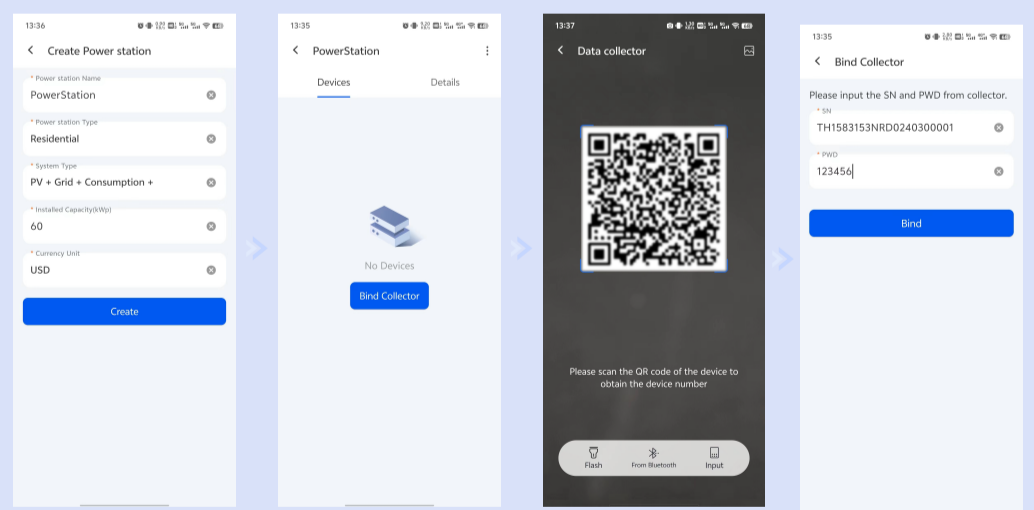 13:36
Create Power station
* Power station Name
PowerStation
* Power station Type
Residential
* System Type
PV + Grid + Consumption +
* Installed Capacity(kWp)
60
* Currency Unit
USD
Create
13:35
PowerStation
Devices
Details
No Devices
Bind Collector
13:37
Data collector
Please scan the QR code of the device to
obtain the device number
Flash
From Bluetooth
Input
13:35
Bind Collector
Please input the SN and PWD from collector.
* SN
TH1583153NRD0240300001
* PWD
123456
Bind